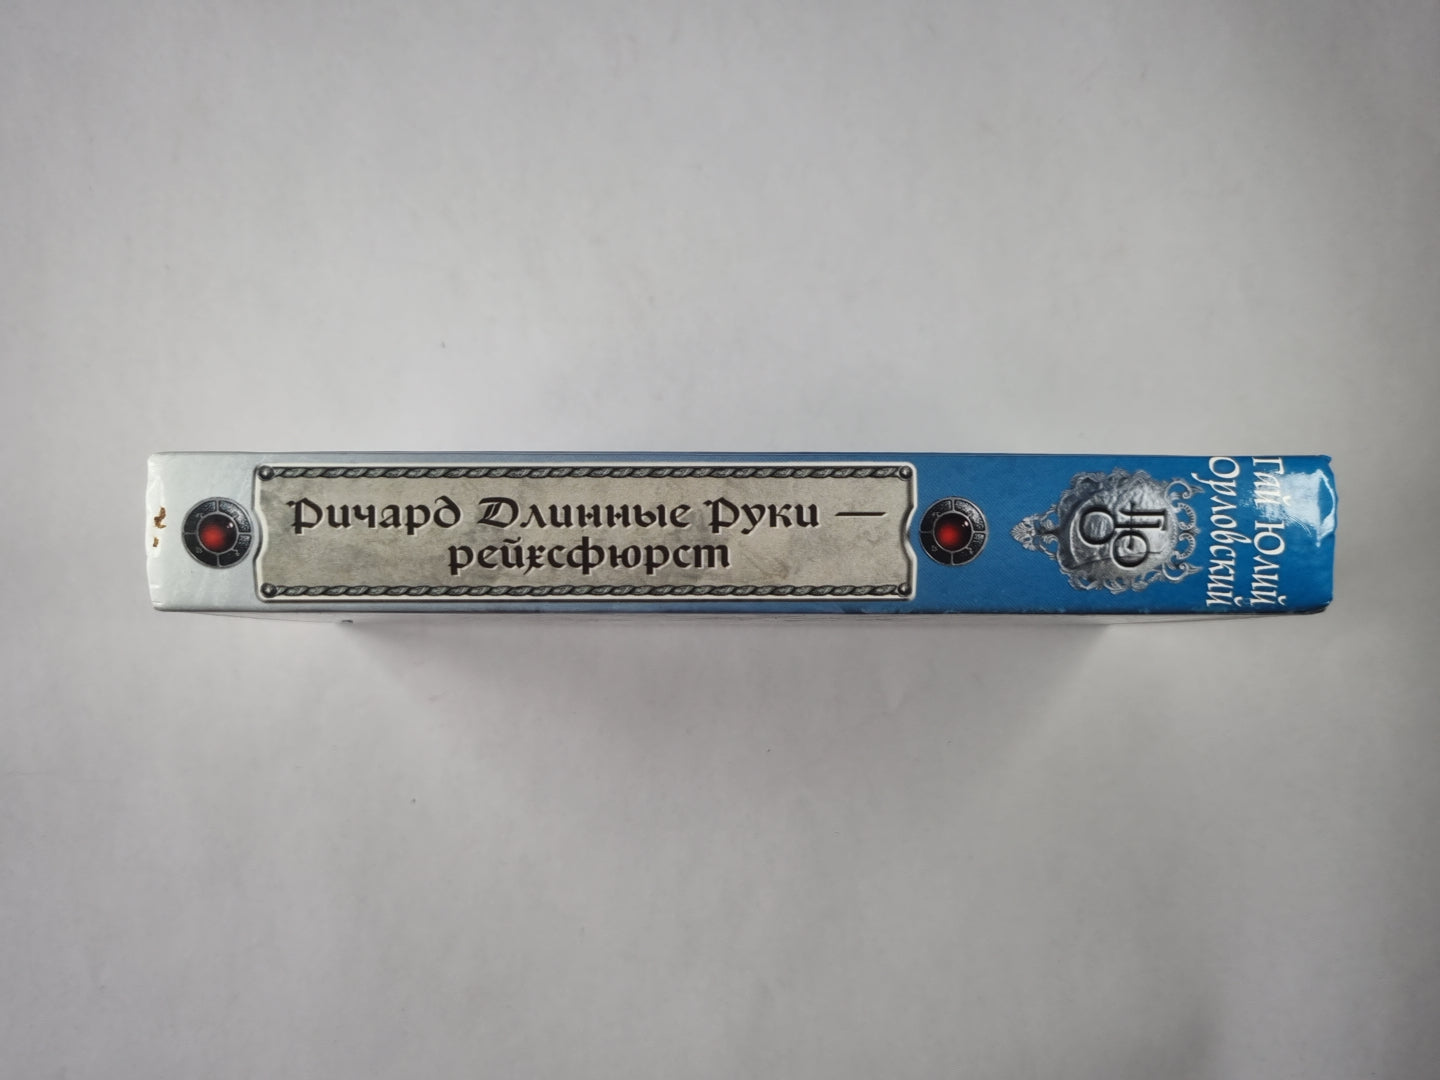 Гай Юлий
Орловский
Ричард Длинные Руки —
рейхсфюрст